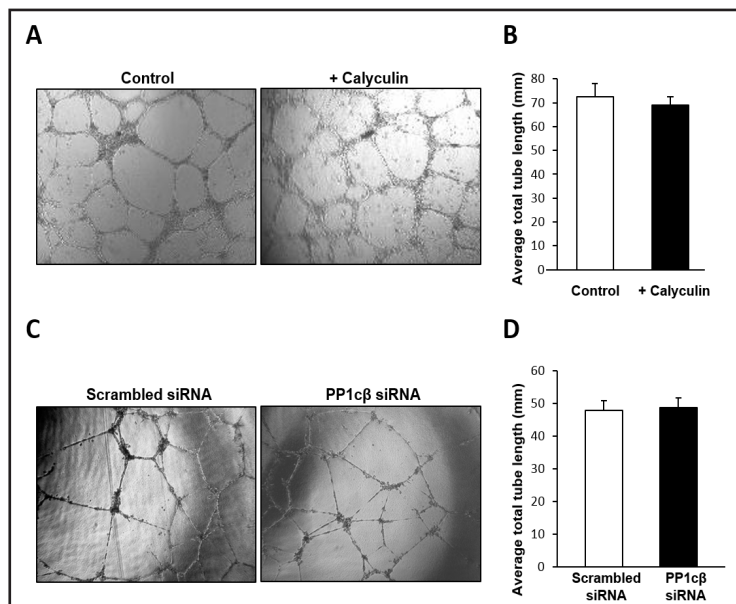 A
Control
+ Calyculin
B
Average total tube length (mm)
80
70
60
50
40
30
20
10
0
Control
+ Calyculin
C
Scrambled siRNA
PP1cβ siRNA
D
Average total tube length (mm)
60
50
40
30
20
10
0
Scrambled
siRNA
PP1cβ
siRNA